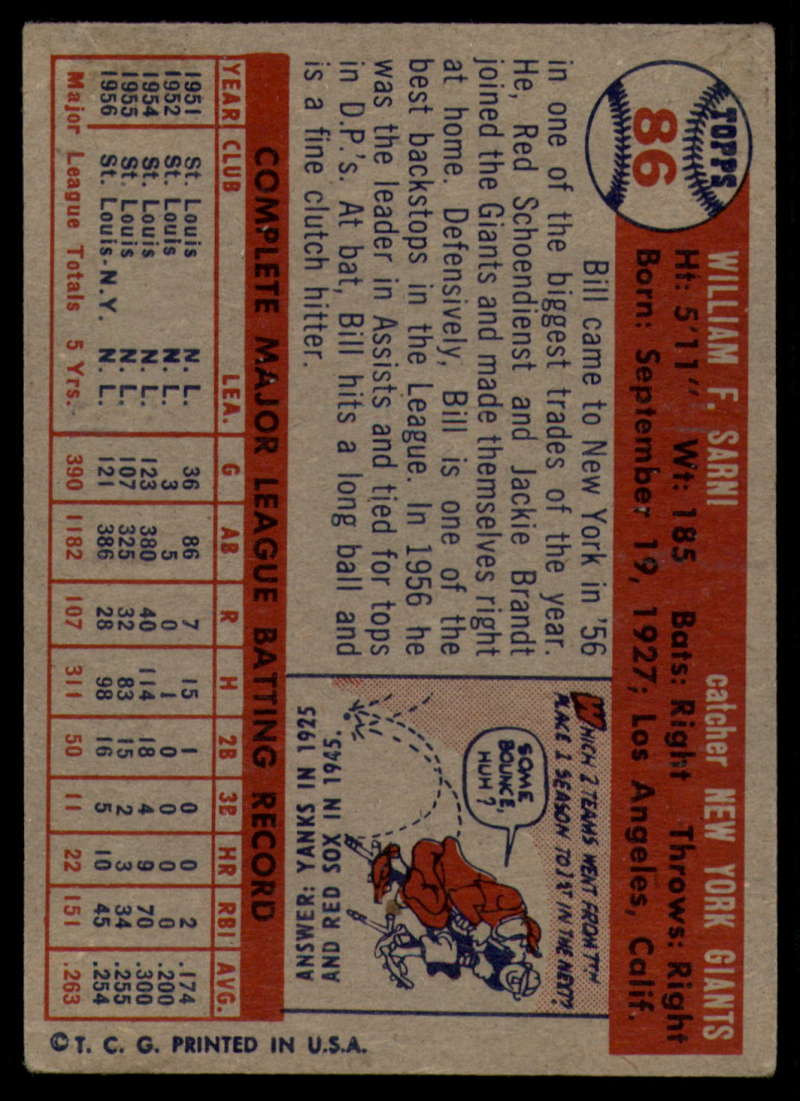 TOPPS
86
WILLIAM F. SARNI catcher NEW YORK GIANTS
Ht: 5'11" Wt: 185 Bats: Right Throws: Right
Born: September 19, 1927; Los Angeles, Calif.
Bill came to New York in '56
in one of the biggest trades of the year.
He, Red Schoendienst and Jackie Brandt
joined the Giants and made themselves right
at home. Defensively, Bill is one of the
best backstops in the League. In 1956 he
was the leader in Assists and tied for tops
in D.P.'s. At bat, Bill hits a long ball and
is a fine clutch hitter.
WHICH 2 TEAMS WENT FROM 7TH
PLACE 1 SEASON TO 1ST IN THE NEXT?
SOME
BOUNCE,
HUH?
ANSWER: YANKS IN 1925
AND RED SOX IN 1945.
COMPLETE MAJOR LEAGUE BATTING RECORD
YEAR CLUB LEA. G AB R H 2B 3B HR RBI AVG.
1951 St. Louis N. L. 36 86 7 15 1 0 0 2 .174
1952 St. Louis N. L. 3 5 0 1 0 0 0 0 .200
1954 St. Louis N. L. 123 380 40 114 18 4 9 70 .300
1955 St. Louis N. L. 107 325 32 83 15 2 3 34 .255
1956 St. Louis-N.Y. N. L. 121 386 28 98 16 5 10 45 .254
Major League Totals 5 Yrs. 390 1182 107 311 50 11 22 151 .263
© T. C. G. PRINTED IN U.S.A.